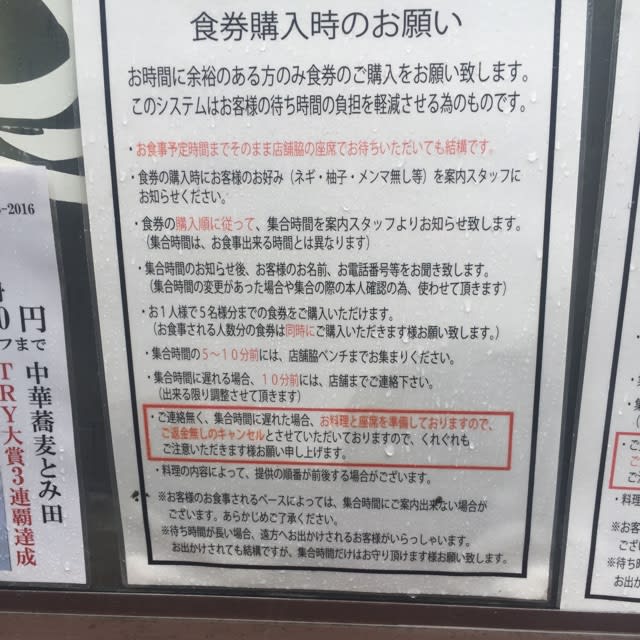 食券購入時のお願い
お時間に余裕のある方のみ食券のご購入をお願い致します。
このシステムはお客様の待ち時間の負担を軽減させる為のものです。
・お食事予定時間までそのまま店舗脇の座席でお待ちいただいても結構です。
・食券の購入時にお客様のお好み（ネギ・柚子・メンマ無し等）を案内スタッフに
お知らせください。
・食券の購入順に従って、集合時間を案内スタッフよりお知らせ致します。
（集合時間は、お食事出来る時間とは異なります）
・集合時間のお知らせ後、お客様のお名前、お電話番号等をお聞き致します。
（集合時間の変更があった場合や集合の際の本人確認の為、使わせて頂きます）
・お１人様で５名様分までの食券をご購入いただけます。
（お食事される人数分の食券は同時にご購入いただきます様お願い致します。）
・集合時間の５～１０分前には、店舗脇ベンチまでお集まりください。
・集合時間に遅れる場合、１０分前には、店舗までご連絡下さい。
（出来る限り調整させて頂きます）
・ご連絡無く、集合時間に遅れた場合、お料理と座席を準備しておりますので、
ご返金無しのキャンセルとさせていただいておりますので、くれぐれも
ご注意いただきます様お願い申し上げます。
・料理の内容によって、提供の順番が前後する場合がございます。
※お客様のお食事されるペースによっては、集合時間にご案内出来ない場合が
ございます。あらかじめご了承ください。
※待ち時間が長い場合、遠方へお出かけされるお客様がいらっしゃいます。
お出かけされても結構ですが、集合時間だけはお守り頂けます様お願い致します。
-2016
0円
フまで
中華蕎麦とみ田
TRY大賞3連覇達成
・料理
※お客
ござ
※待ち
お出か